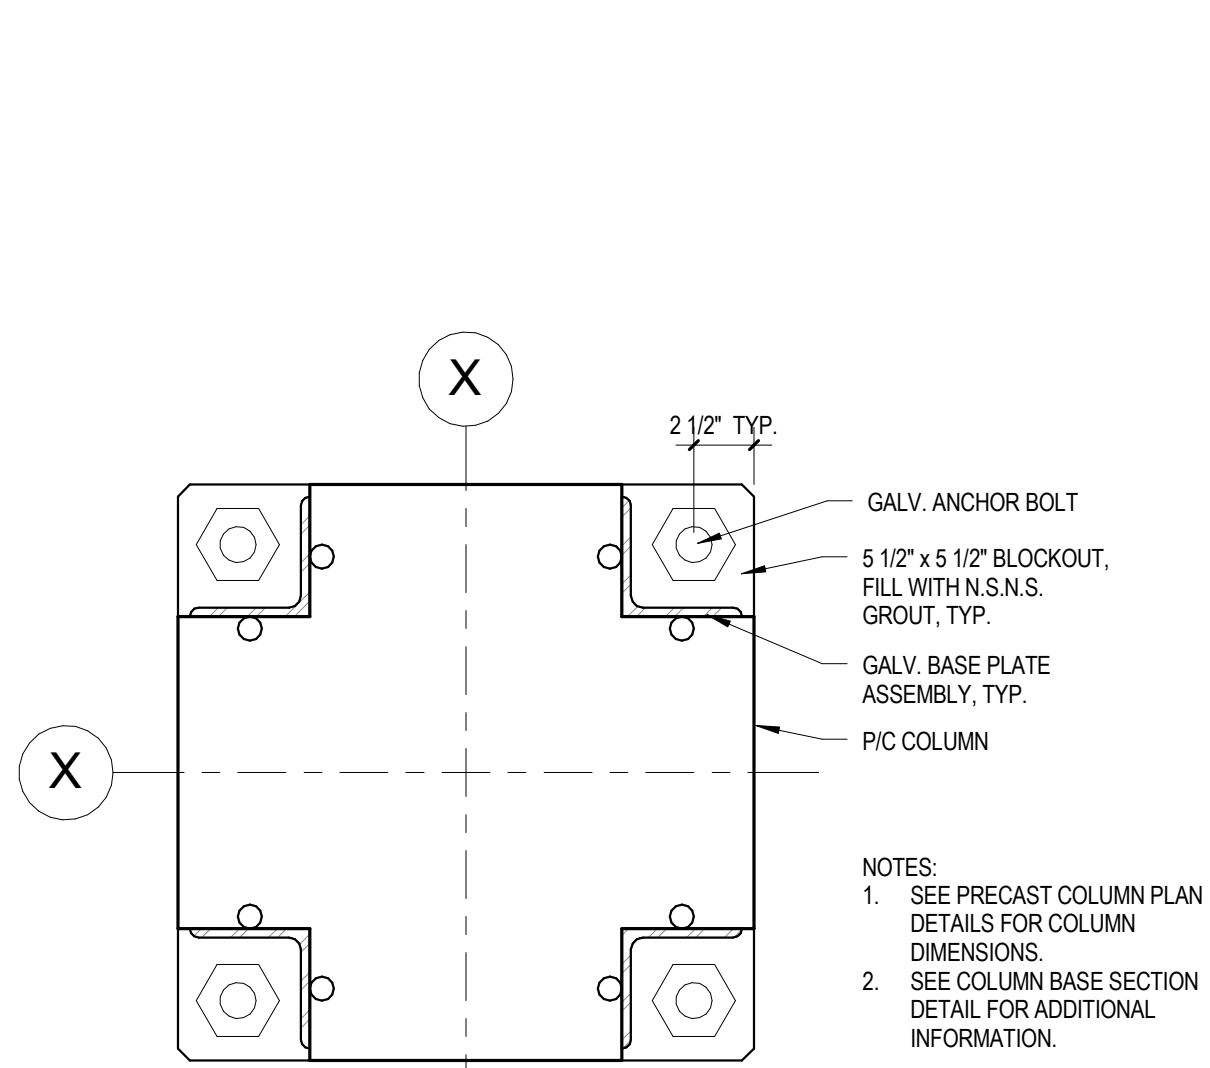 X
2 1/2" TYP.
GALV. ANCHOR BOLT
5 1/2" x 5 1/2" BLOCKOUT,
FILL WITH N.S.N.S.
GROUT, TYP.
GALV. BASE PLATE
ASSEMBLY, TYP.
P/C COLUMN
X
NOTES:
1. SEE PRECAST COLUMN PLAN
DETAILS FOR COLUMN
DIMENSIONS.
2. SEE COLUMN BASE SECTION
DETAIL FOR ADDITIONAL
INFORMATION.